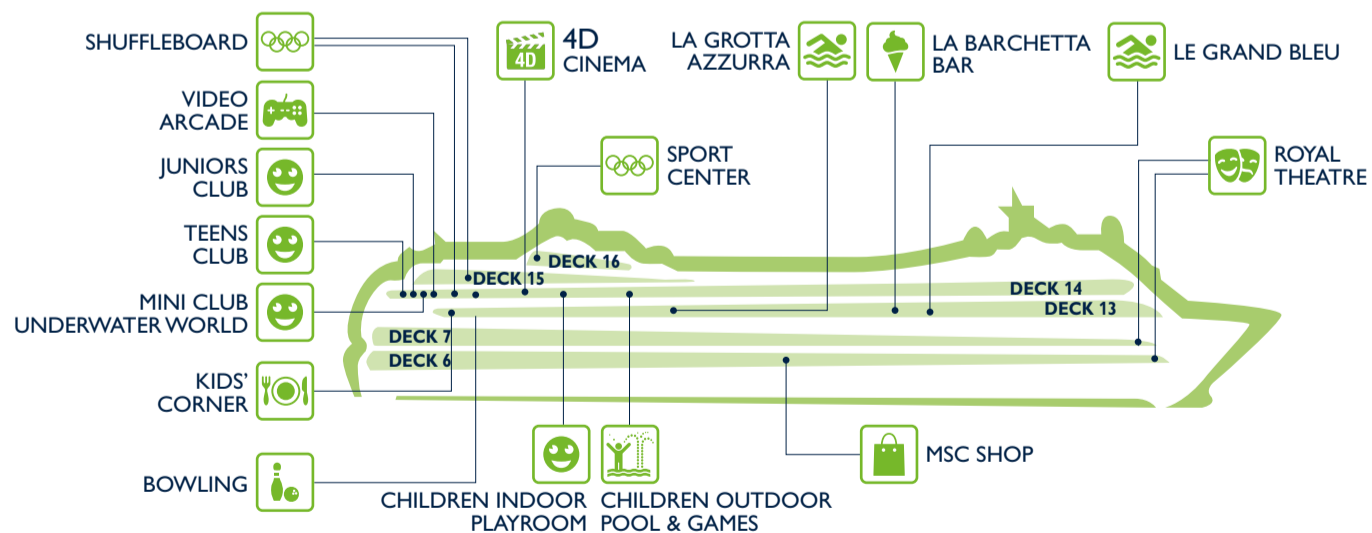 SHUFFLEBOARD
4D
4D
CINEMA
LA GROTTA
AZZURRA
LA BARCHETTA
BAR
LE GRAND BLEU
VIDEO
ARCADE
JUNIORS
CLUB
SPORT
CENTER
ROYAL
THEATRE
TEENS
CLUB
MINI CLUB
UNDERWATER WORLD
DECK 16
DECK 15
DECK 14
DECK 13
DECK 7
DECK 6
KIDS'
CORNER
BOWLING
CHILDREN INDOOR
PLAYROOM
CHILDREN OUTDOOR
POOL & GAMES
MSC SHOP